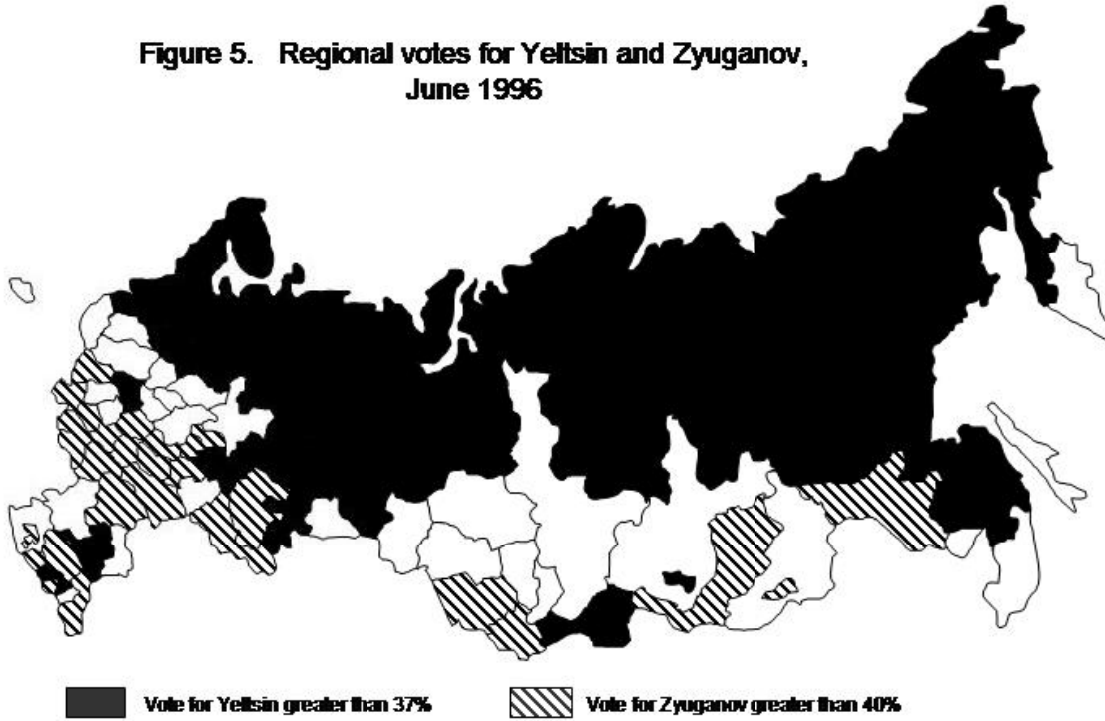 Figure 5. Regional votes for Yeltsin and Zyuganov,
June 1996
Vote for Yeltsin greater than 37%
Vote for Zyuganov greater than 40%